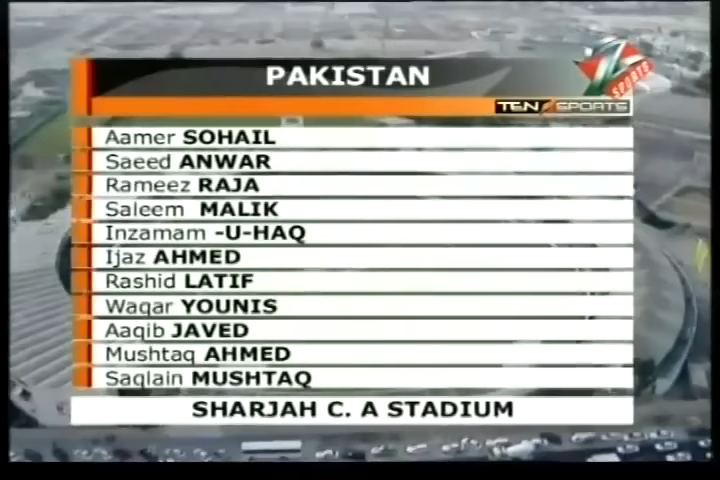 PAKISTAN
TEN SPORTS
SPORTS
Aamer SOHAIL
Saeed ANWAR
Rameez RAJA
Saleem MALIK
Inzamam -U-HAQ
Ijaz AHMED
Rashid LATIF
Waqar YOUNIS
Aaqib JAVED
Mushtaq AHMED
Saqlain MUSHTAQ
SHARJAH C. A STADIUM